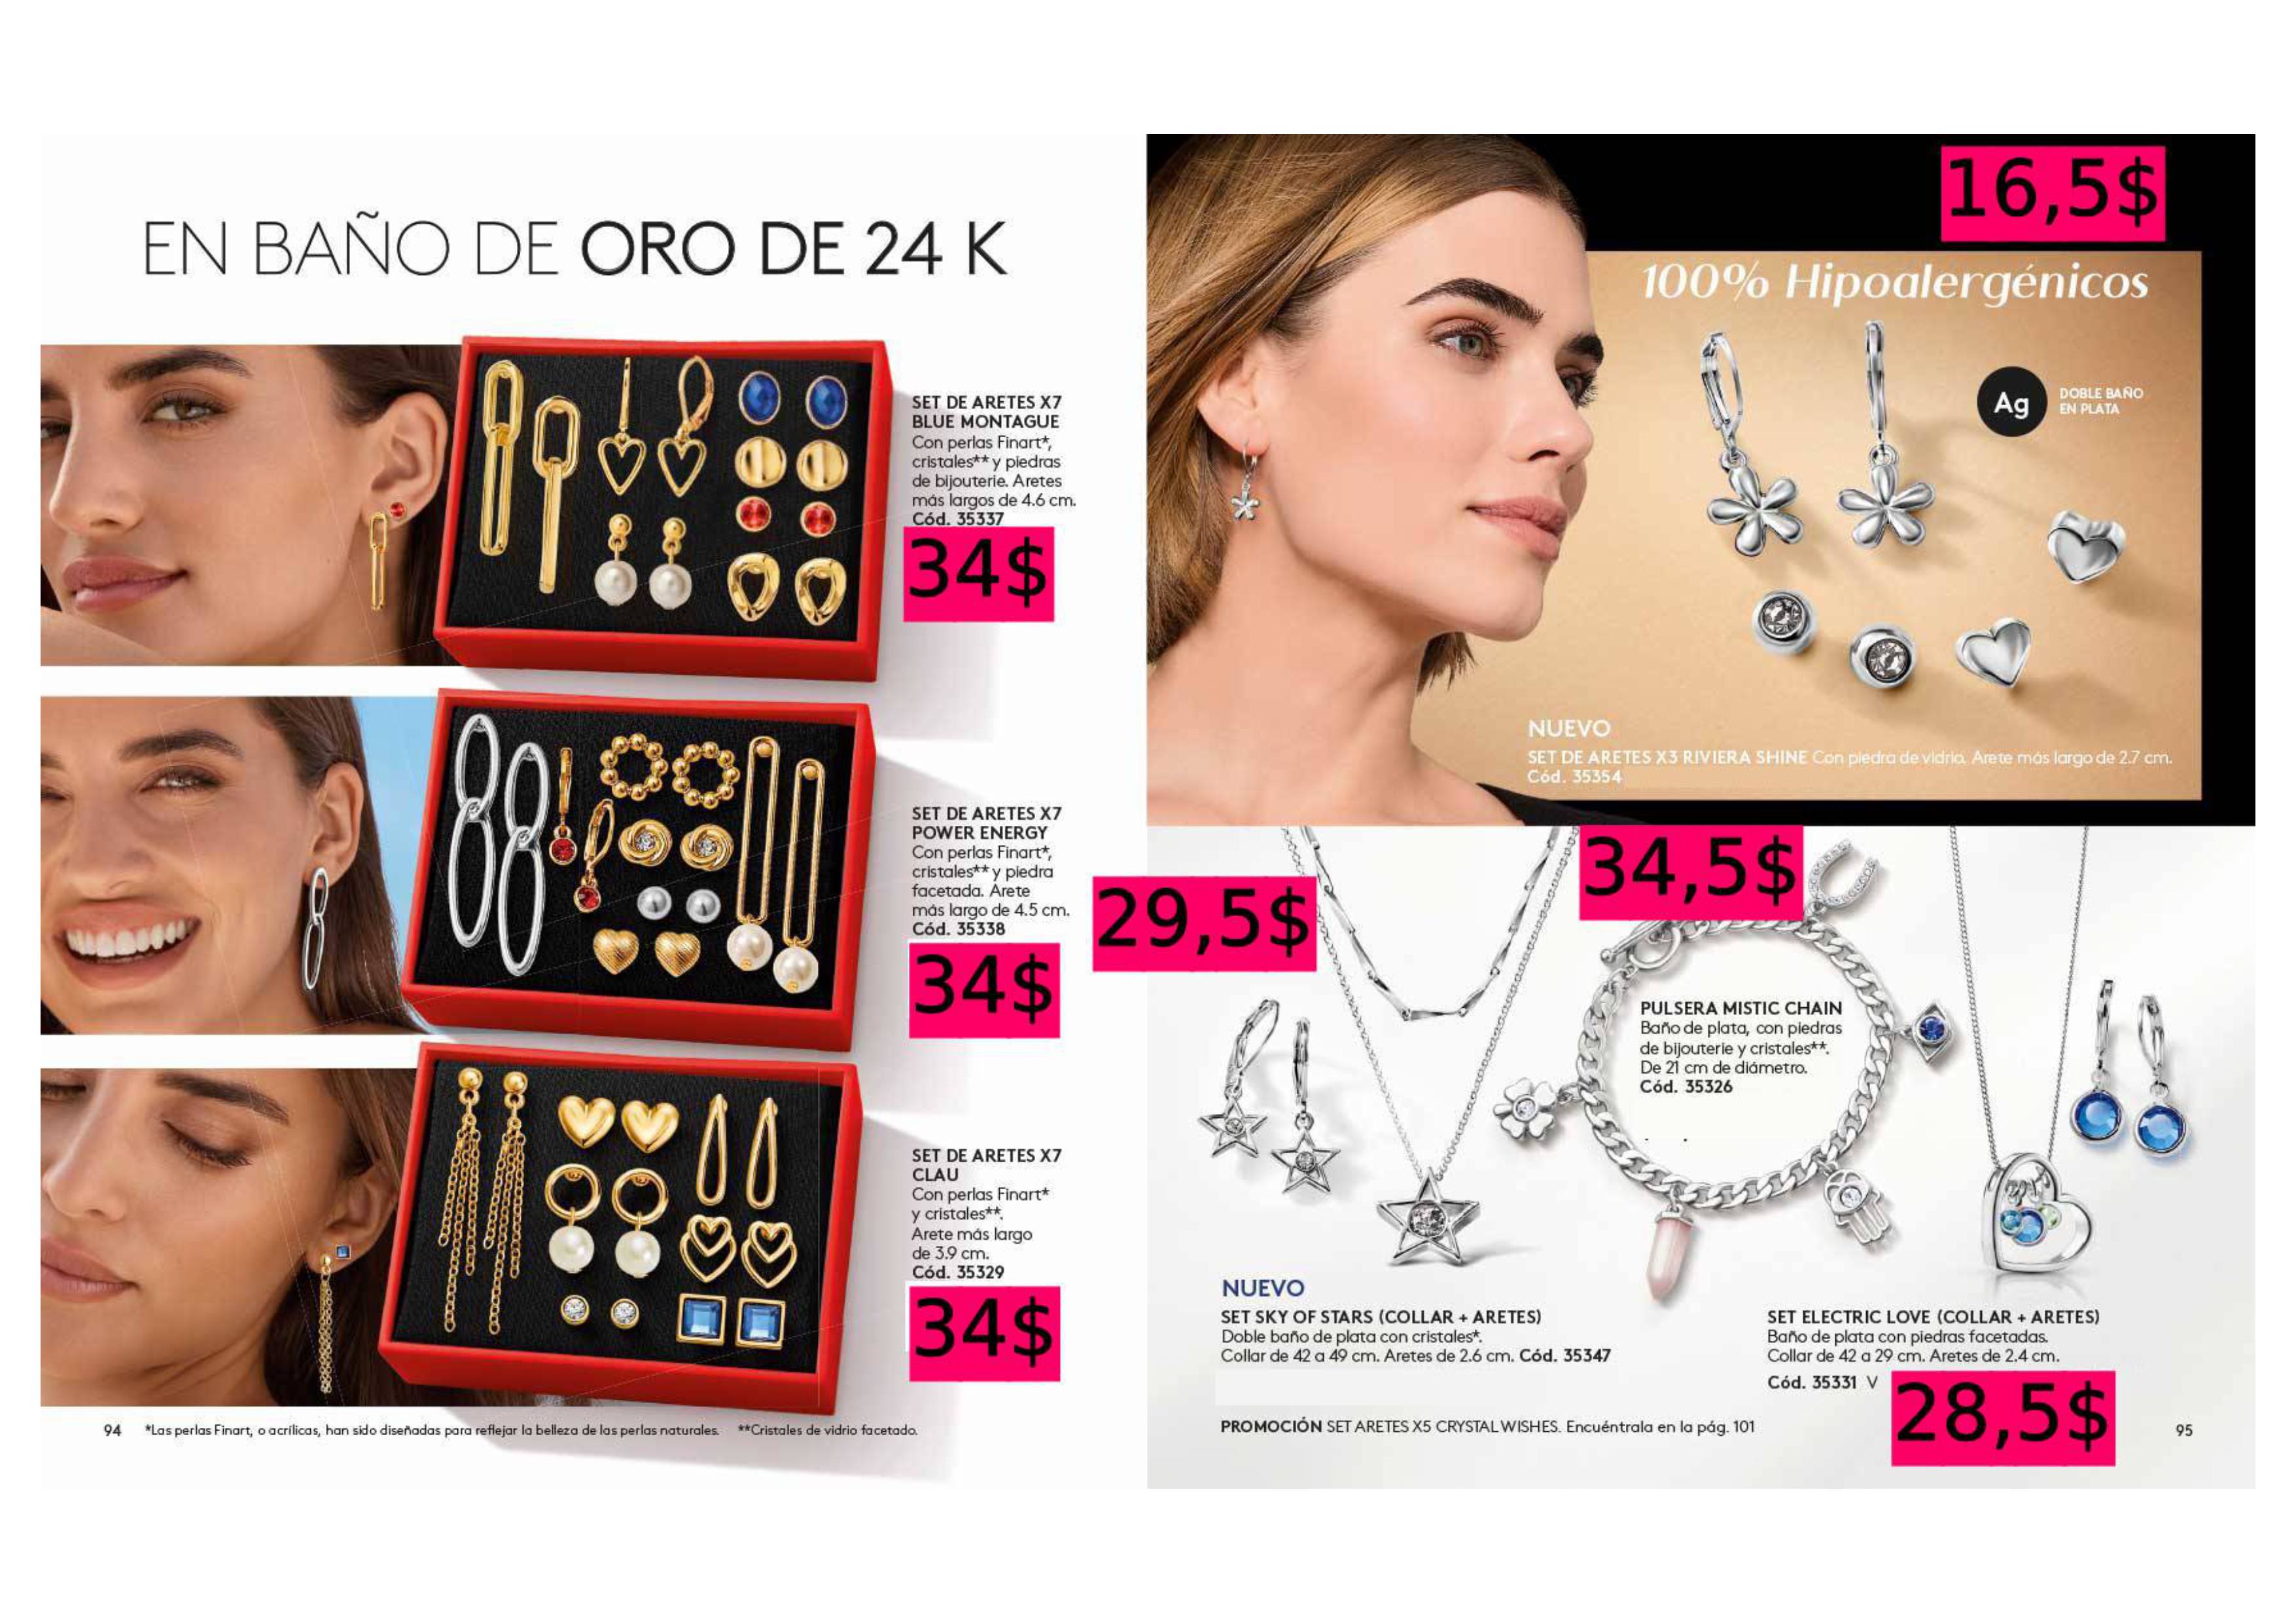 EN BAÑO DE ORO DE 24 K
SET DE ARETES X7
BLUE MONTAGUE
Con perlas Finart*,
cristales** y piedras
de bijouterie. Aretes
más largos de 4.6 cm.
Cód. 35337
34$
SET DE ARETES X7
POWER ENERGY
Con perlas Finart*,
cristales** y piedra
facetada. Arete
más largo de 4.5 cm.
Cód. 35338
34$
SET DE ARETES X7
CLAU
Con perlas Finart*
y cristales**.
Arete más largo
de 3.9 cm.
Cód. 35329
34$
94 *Las perlas Finart, o acrílicas, han sido diseñadas para reflejar la belleza de las perlas naturales. **Cristales de vidrio facetado.
16,5$
100% Hipoalergénicos
Ag
DOBLE BAÑO
EN PLATA
NUEVO
SET DE ARETES X3 RIVIERA SHINE Con piedra de vidrio. Arete más largo de 2.7 cm.
Cód. 35354
34,5$
29,5$
PULSERA MISTIC CHAIN
Baño de plata, con piedras
de bijouterie y cristales**.
De 21 cm de diámetro.
Cód. 35326
NUEVO
SET SKY OF STARS (COLLAR + ARETES)
Doble baño de plata con cristales*.
Collar de 42 a 49 cm. Aretes de 2.6 cm. Cód. 35347
SET ELECTRIC LOVE (COLLAR + ARETES)
Baño de plata con piedras facetadas.
Collar de 42 a 29 cm. Aretes de 2.4 cm.
Cód. 35331 V
28,5$
PROMOCIÓN SET ARETES X5 CRYSTAL WISHES. Encuéntrala en la pág. 101
95